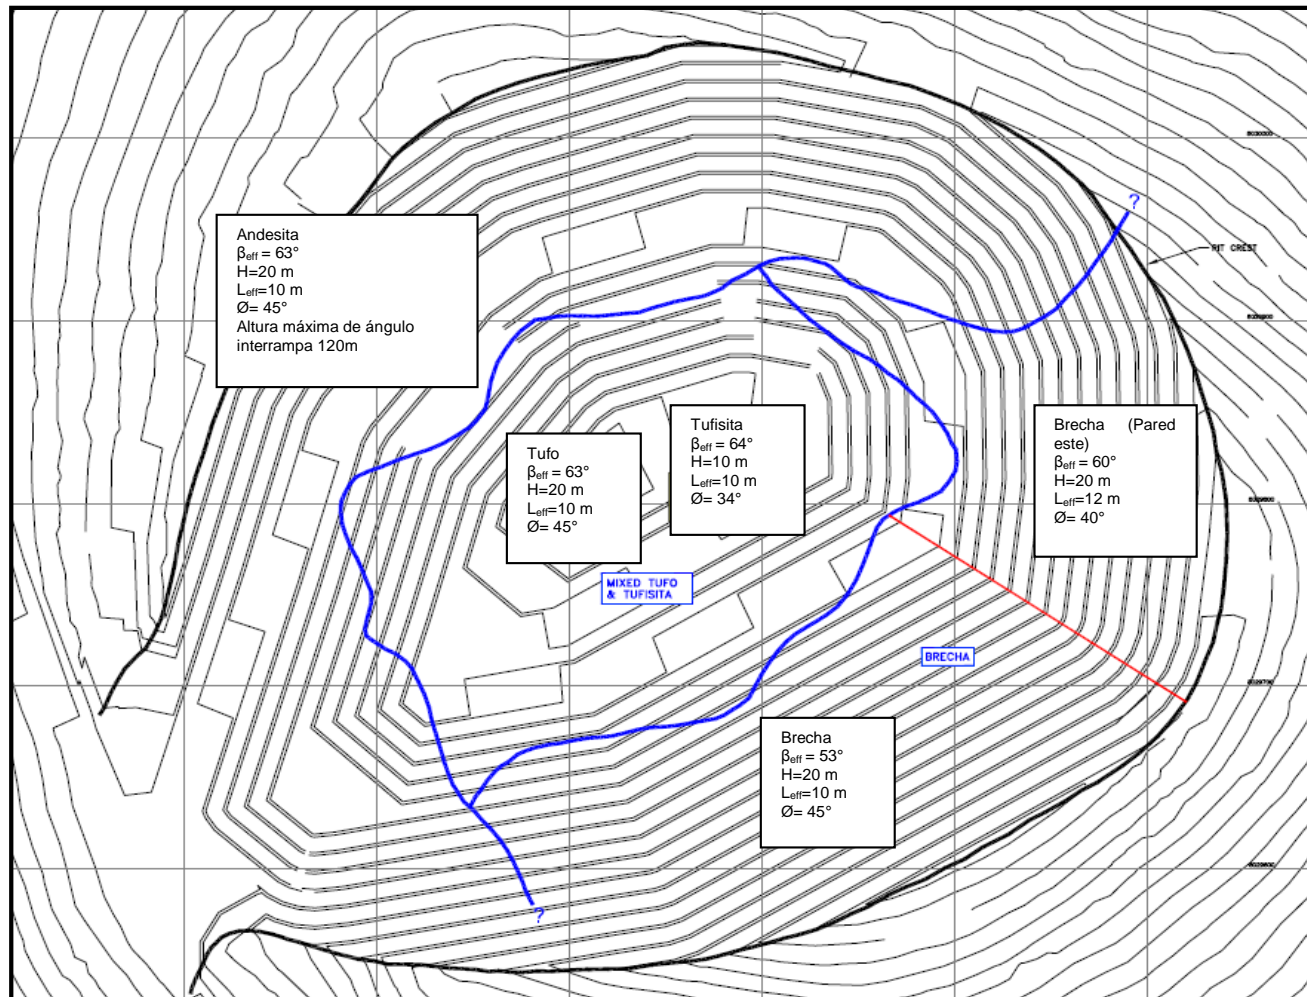 6030000
?
PIT CREST
Andesita
βeff = 63°
H=20 m
Leff=10 m
Ø= 45°
Altura máxima de ángulo
interrampa 120m
Tufo
βeff = 63°
H=20 m
Leff=10 m
Ø= 45°
Tufisita
βeff = 64°
H=10 m
Leff=10 m
Ø= 34°
Brecha (Pared
este)
βeff = 60°
H=20 m
Leff=12 m
Ø= 40°
MIXED TUFO
& TUFISITA
BRECHA
6029700
Brecha
βeff = 53°
H=20 m
Leff=10 m
Ø= 45°
?